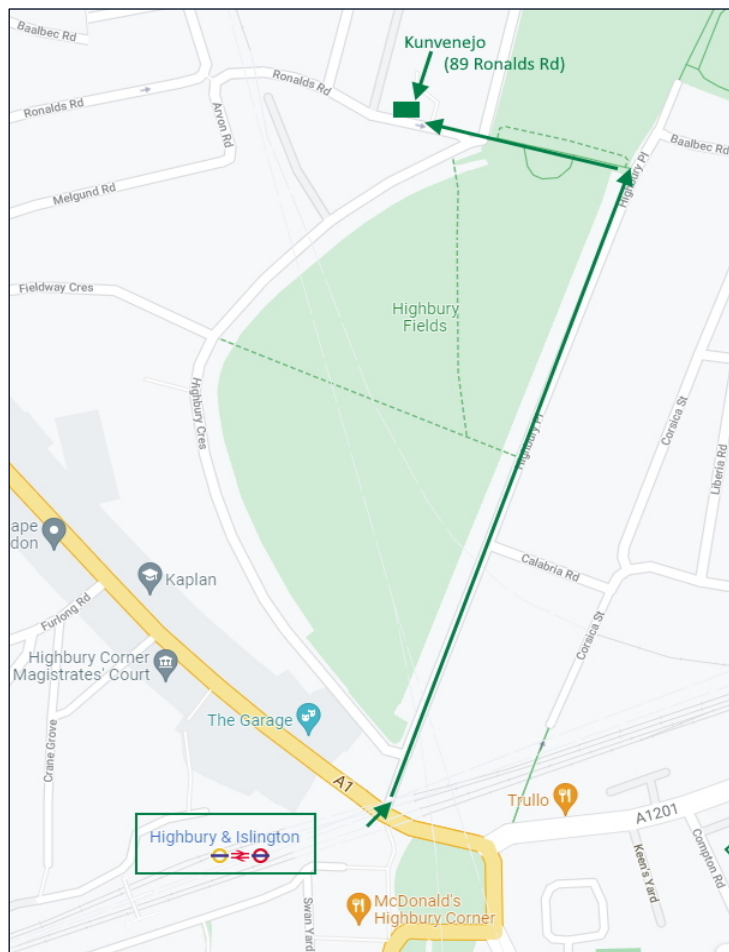 Baalbec Rd
Kunvenejo
(89 Ronalds Rd)
Ronalds Rd
Ronalds Rd
Arvon Rd
Baalbec Rd
Highbury Pl
Melgund Rd
Fieldway Cres
Highbury
Fields
Highbury Cres
Highbury Pl
Corsica St
Liberia Rd
ape
don
Kaplan
Calabria Rd
Furlong Rd
Highbury Corner
Magistrates' Court
Corsica St
The Garage
Crane Grove
A1
Trullo
A1201
Highbury & Islington
Keen's Yard
Compton Rd
Swan Yard
McDonald's
Highbury Corner